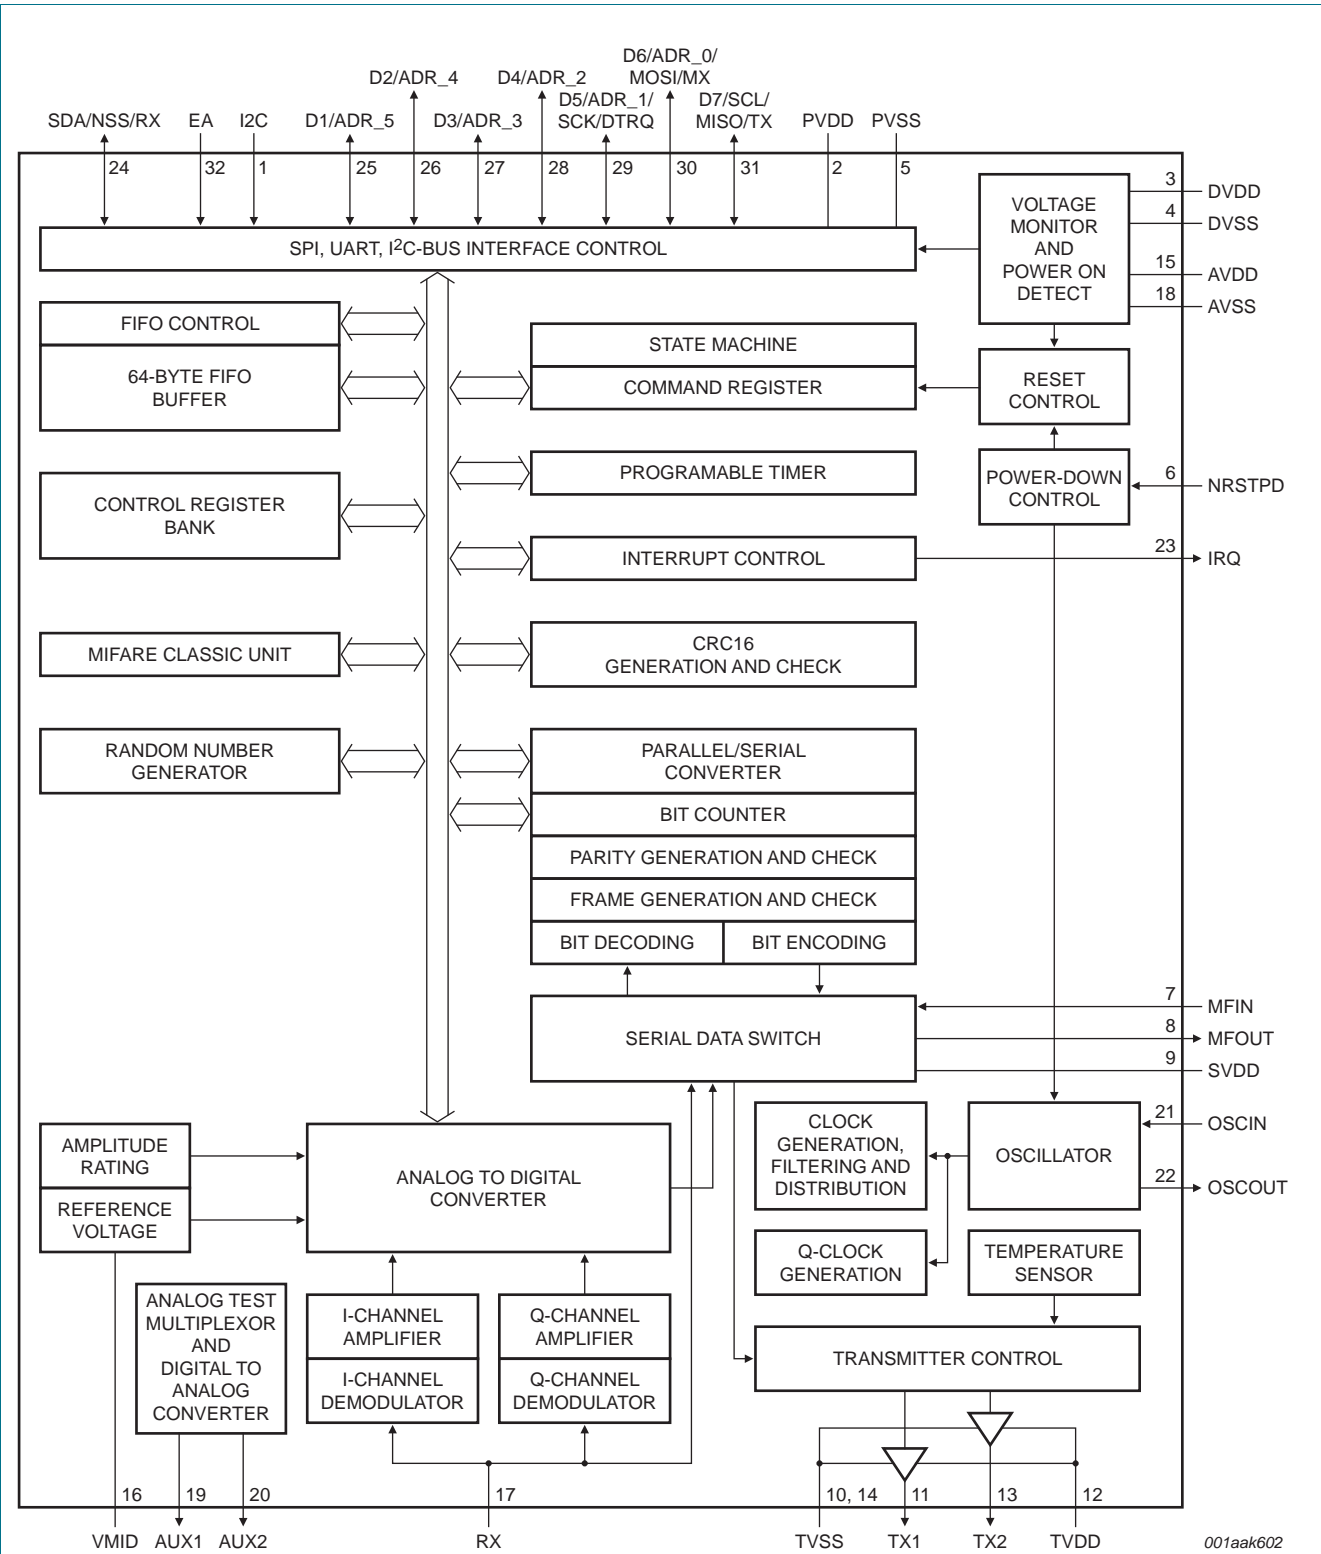 D6/ADR_0/
MOSI/MX
D2/ADR_4
D4/ADR_2
D5/ADR_1/
SCK/DTRQ
D7/SCL/
MISO/TX
SDA/NSS/RX
EA
I2C
D1/ADR_5
D3/ADR_3
PVDD
PVSS
24
32
1
25
26
27
28
29
30
31
2
5
SPI, UART, I2C-BUS INTERFACE CONTROL
VOLTAGE
MONITOR
AND
POWER ON
DETECT
3
DVDD
4
DVSS
15
AVDD
18
AVSS
FIFO CONTROL
64-BYTE FIFO
BUFFER
STATE MACHINE
COMMAND REGISTER
RESET
CONTROL
CONTROL REGISTER
BANK
PROGRAMABLE TIMER
POWER-DOWN
CONTROL
6
NRSTPD
INTERRUPT CONTROL
23
IRQ
MIFARE CLASSIC UNIT
CRC16
GENERATION AND CHECK
RANDOM NUMBER
GENERATOR
PARALLEL/SERIAL
CONVERTER
BIT COUNTER
PARITY GENERATION AND CHECK
FRAME GENERATION AND CHECK
BIT DECODING
BIT ENCODING
SERIAL DATA SWITCH
7
MFIN
8
MFOUT
9
SVDD
AMPLITUDE
RATING
REFERENCE
VOLTAGE
ANALOG TO DIGITAL
CONVERTER
CLOCK
GENERATION,
FILTERING AND
DISTRIBUTION
OSCILLATOR
21
OSCIN
22
OSCOUT
Q-CLOCK
GENERATION
TEMPERATURE
SENSOR
ANALOG TEST
MULTIPLEXOR
AND
DIGITAL TO
ANALOG
CONVERTER
I-CHANNEL
AMPLIFIER
I-CHANNEL
DEMODULATOR
Q-CHANNEL
AMPLIFIER
Q-CHANNEL
DEMODULATOR
TRANSMITTER CONTROL
16
19
20
17
10, 14
11
13
12
VMID
AUX1
AUX2
RX
TVSS
TX1
TX2
TVDD
001aak602